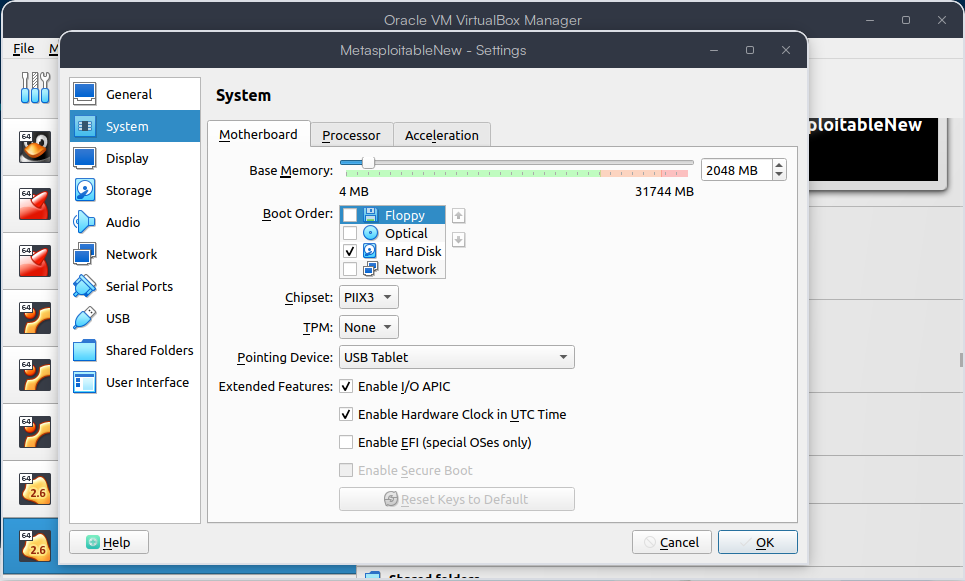 Oracle VM VirtualBox Manager
File M
MetasploitableNew - Settings
General
System
Display
Storage
Audio
Network
Serial Ports
USB
Shared Folders
User Interface
System
Motherboard Processor Acceleration
Base Memory: 2048 MB
4 MB 31744 MB
Boot Order: Floppy
Optical
Hard Disk
Network
Chipset: PIIX3
TPM: None
Pointing Device: USB Tablet
Extended Features: Enable I/O APIC
Enable Hardware Clock in UTC Time
Enable EFI (special OSes only)
Enable Secure Boot
Reset Keys to Default
Help Cancel OK
ploitableNew
64
64
64
64
64
64
64 2.6
64 2.6
Shared folders